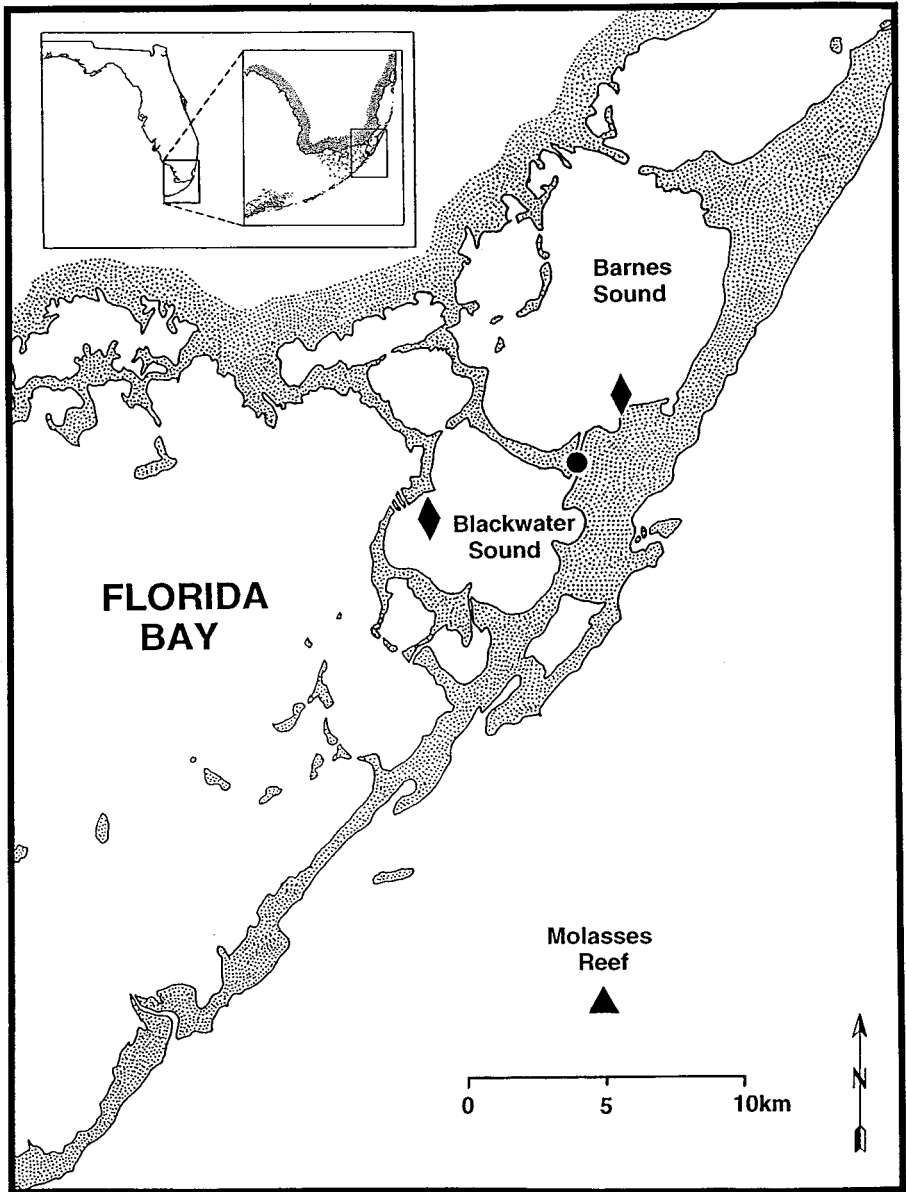 Barnes
Sound
Blackwater
Sound
FLORIDA
BAY
Molasses
Reef
0 5 10km
N